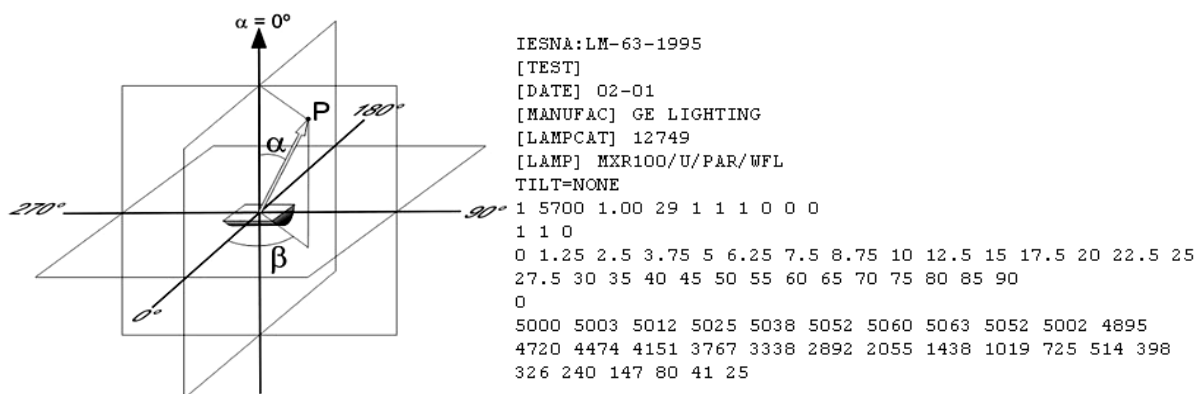 α = 0°
P
180°
α
270°
90°
β
0°
IESNA:LM-63-1995
[TEST]
[DATE] 02-01
[MANUFAC] GE LIGHTING
[LAMPCAT] 12749
[LAMP] MXR100/U/PAR/WFL
TILT=NONE
1 5700 1.00 29 1 1 1 0 0 0
1 1 0
0 1.25 2.5 3.75 5 6.25 7.5 8.75 10 12.5 15 17.5 20 22.5 25
27.5 30 35 40 45 50 55 60 65 70 75 80 85 90
0
5000 5003 5012 5025 5038 5052 5060 5063 5052 5002 4895
4720 4474 4151 3767 3338 2892 2055 1438 1019 725 514 398
326 240 147 80 41 25